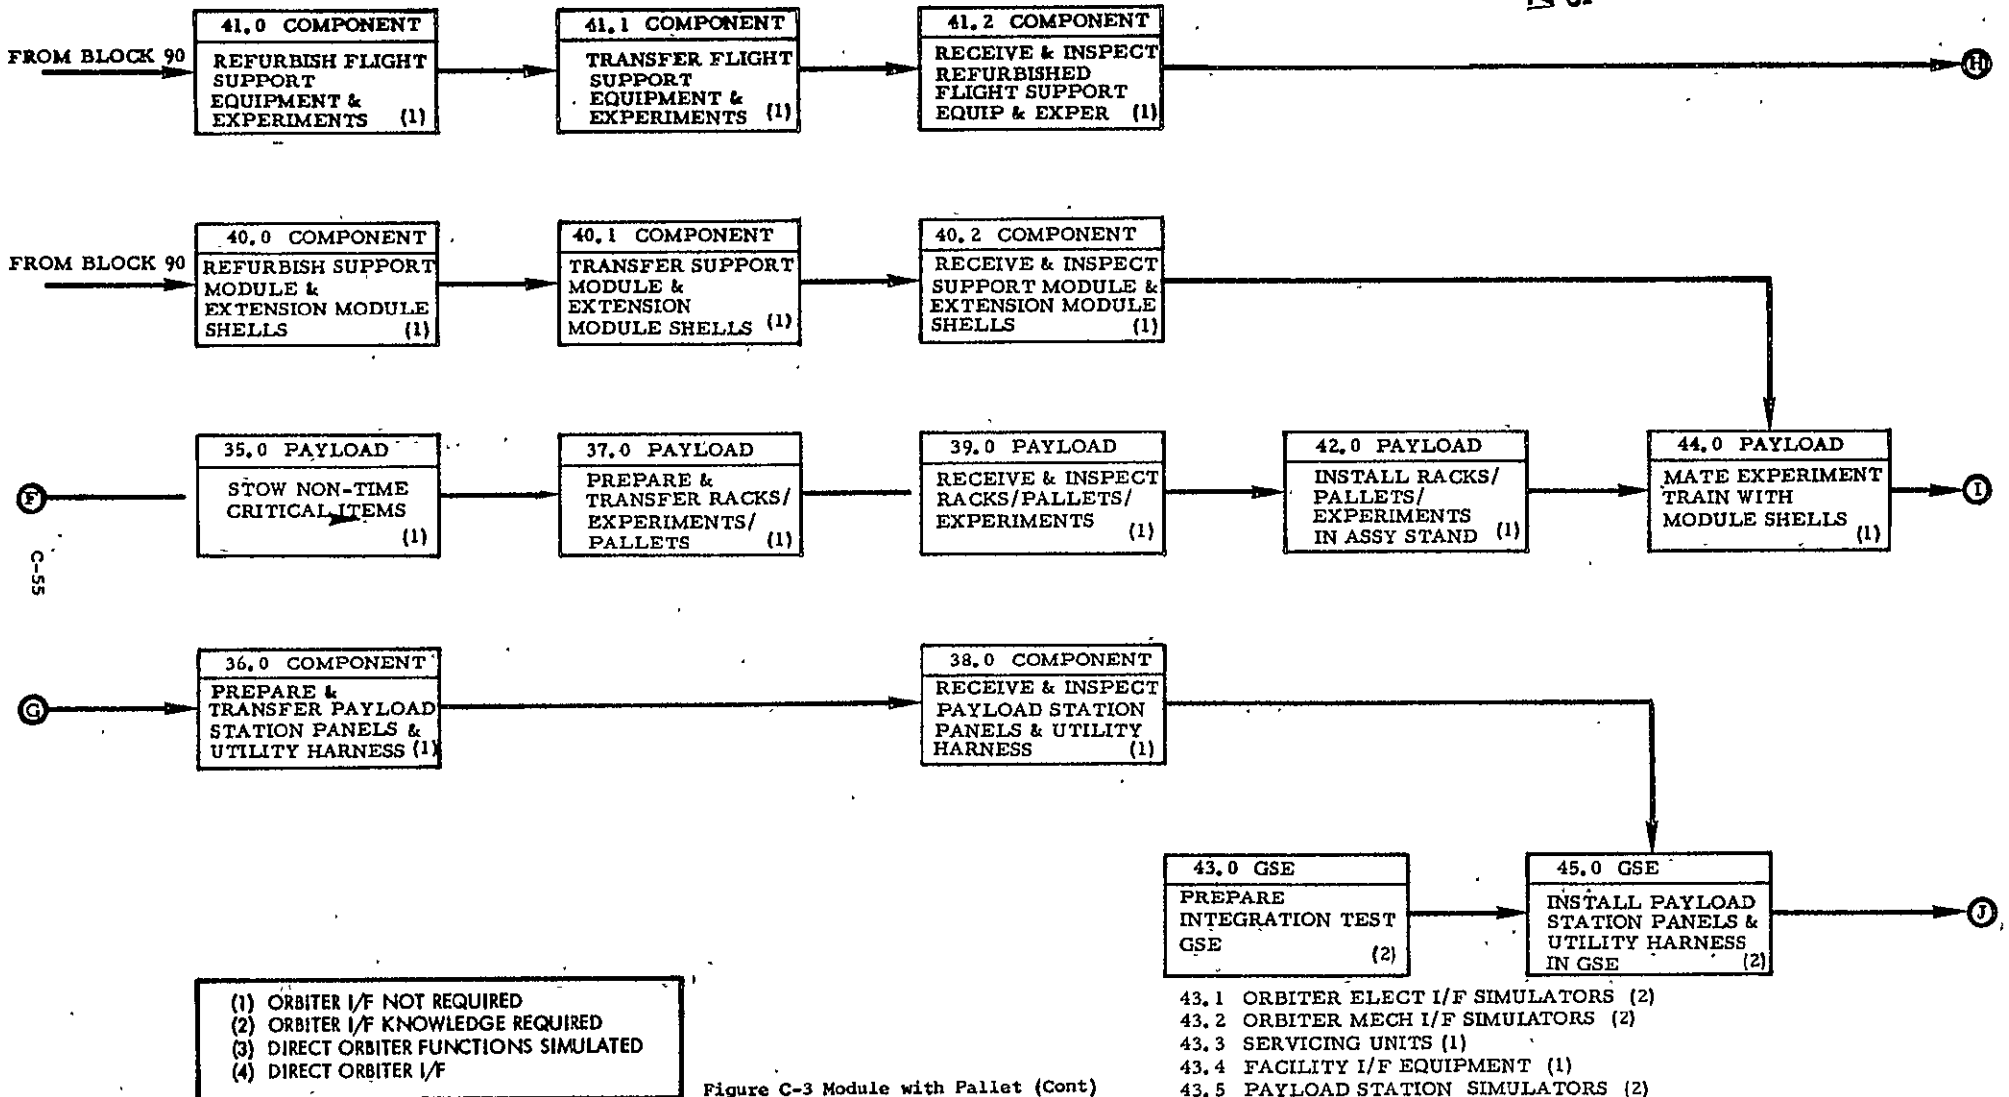 41.0 COMPONENT
FROM BLOCK 90
REFURBISH FLIGHT
SUPPORT
EQUIPMENT &
EXPERIMENTS (1)
41.1 COMPONENT
TRANSFER FLIGHT
SUPPORT
EQUIPMENT &
EXPERIMENTS (1)
41.2 COMPONENT
RECEIVE & INSPECT
REFURBISHED
FLIGHT SUPPORT
EQUIP & EXPER (1)
H
40.0 COMPONENT
FROM BLOCK 90
REFURBISH SUPPORT
MODULE &
EXTENSION MODULE
SHELLS (1)
40.1 COMPONENT
TRANSFER SUPPORT
MODULE &
EXTENSION
MODULE SHELLS (1)
40.2 COMPONENT
RECEIVE & INSPECT
SUPPORT MODULE &
EXTENSION MODULE
SHELLS (1)
F
35.0 PAYLOAD
STOW NON-TIME
CRITICAL ITEMS
(1)
37.0 PAYLOAD
PREPARE &
TRANSFER RACKS/
EXPERIMENTS/
PALLETS (1)
39.0 PAYLOAD
RECEIVE & INSPECT
RACKS/PALLETS/
EXPERIMENTS
(1)
42.0 PAYLOAD
INSTALL RACKS/
PALLETS/
EXPERIMENTS
IN ASSY STAND (1)
44.0 PAYLOAD
MATE EXPERIMENT
TRAIN WITH
MODULE SHELLS
(1)
I
C-55
G
36.0 COMPONENT
PREPARE &
TRANSFER PAYLOAD
STATION PANELS &
UTILITY HARNESS (1)
38.0 COMPONENT
RECEIVE & INSPECT
PAYLOAD STATION
PANELS & UTILITY
HARNESS (1)
43.0 GSE
PREPARE
INTEGRATION TEST
GSE
(2)
45.0 GSE
INSTALL PAYLOAD
STATION PANELS &
UTILITY HARNESS
IN GSE (2)
J
(1) ORBITER I/F NOT REQUIRED
(2) ORBITER I/F KNOWLEDGE REQUIRED
(3) DIRECT ORBITER FUNCTIONS SIMULATED
(4) DIRECT ORBITER I/F
43.1 ORBITER ELECT I/F SIMULATORS (2)
43.2 ORBITER MECH I/F SIMULATORS (2)
43.3 SERVICING UNITS (1)
43.4 FACILITY I/F EQUIPMENT (1)
43.5 PAYLOAD STATION SIMULATORS (2)
Figure C-3 Module with Pallet (Cont)